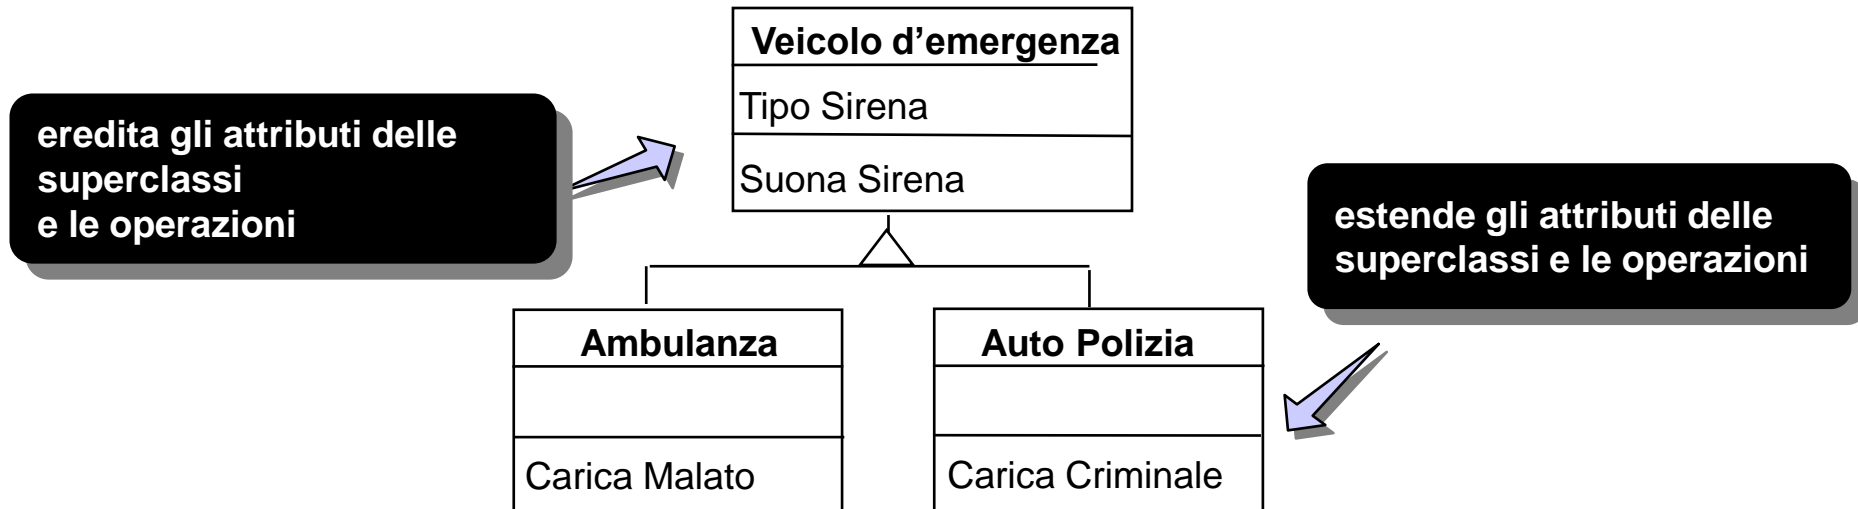 Veicolo d’emergenza
Tipo Sirena
Suona Sirena
eredita gli attributi delle
superclassi
e le operazioni
estende gli attributi delle
superclassi e le operazioni
Ambulanza
Carica Malato
Auto Polizia
Carica Criminale